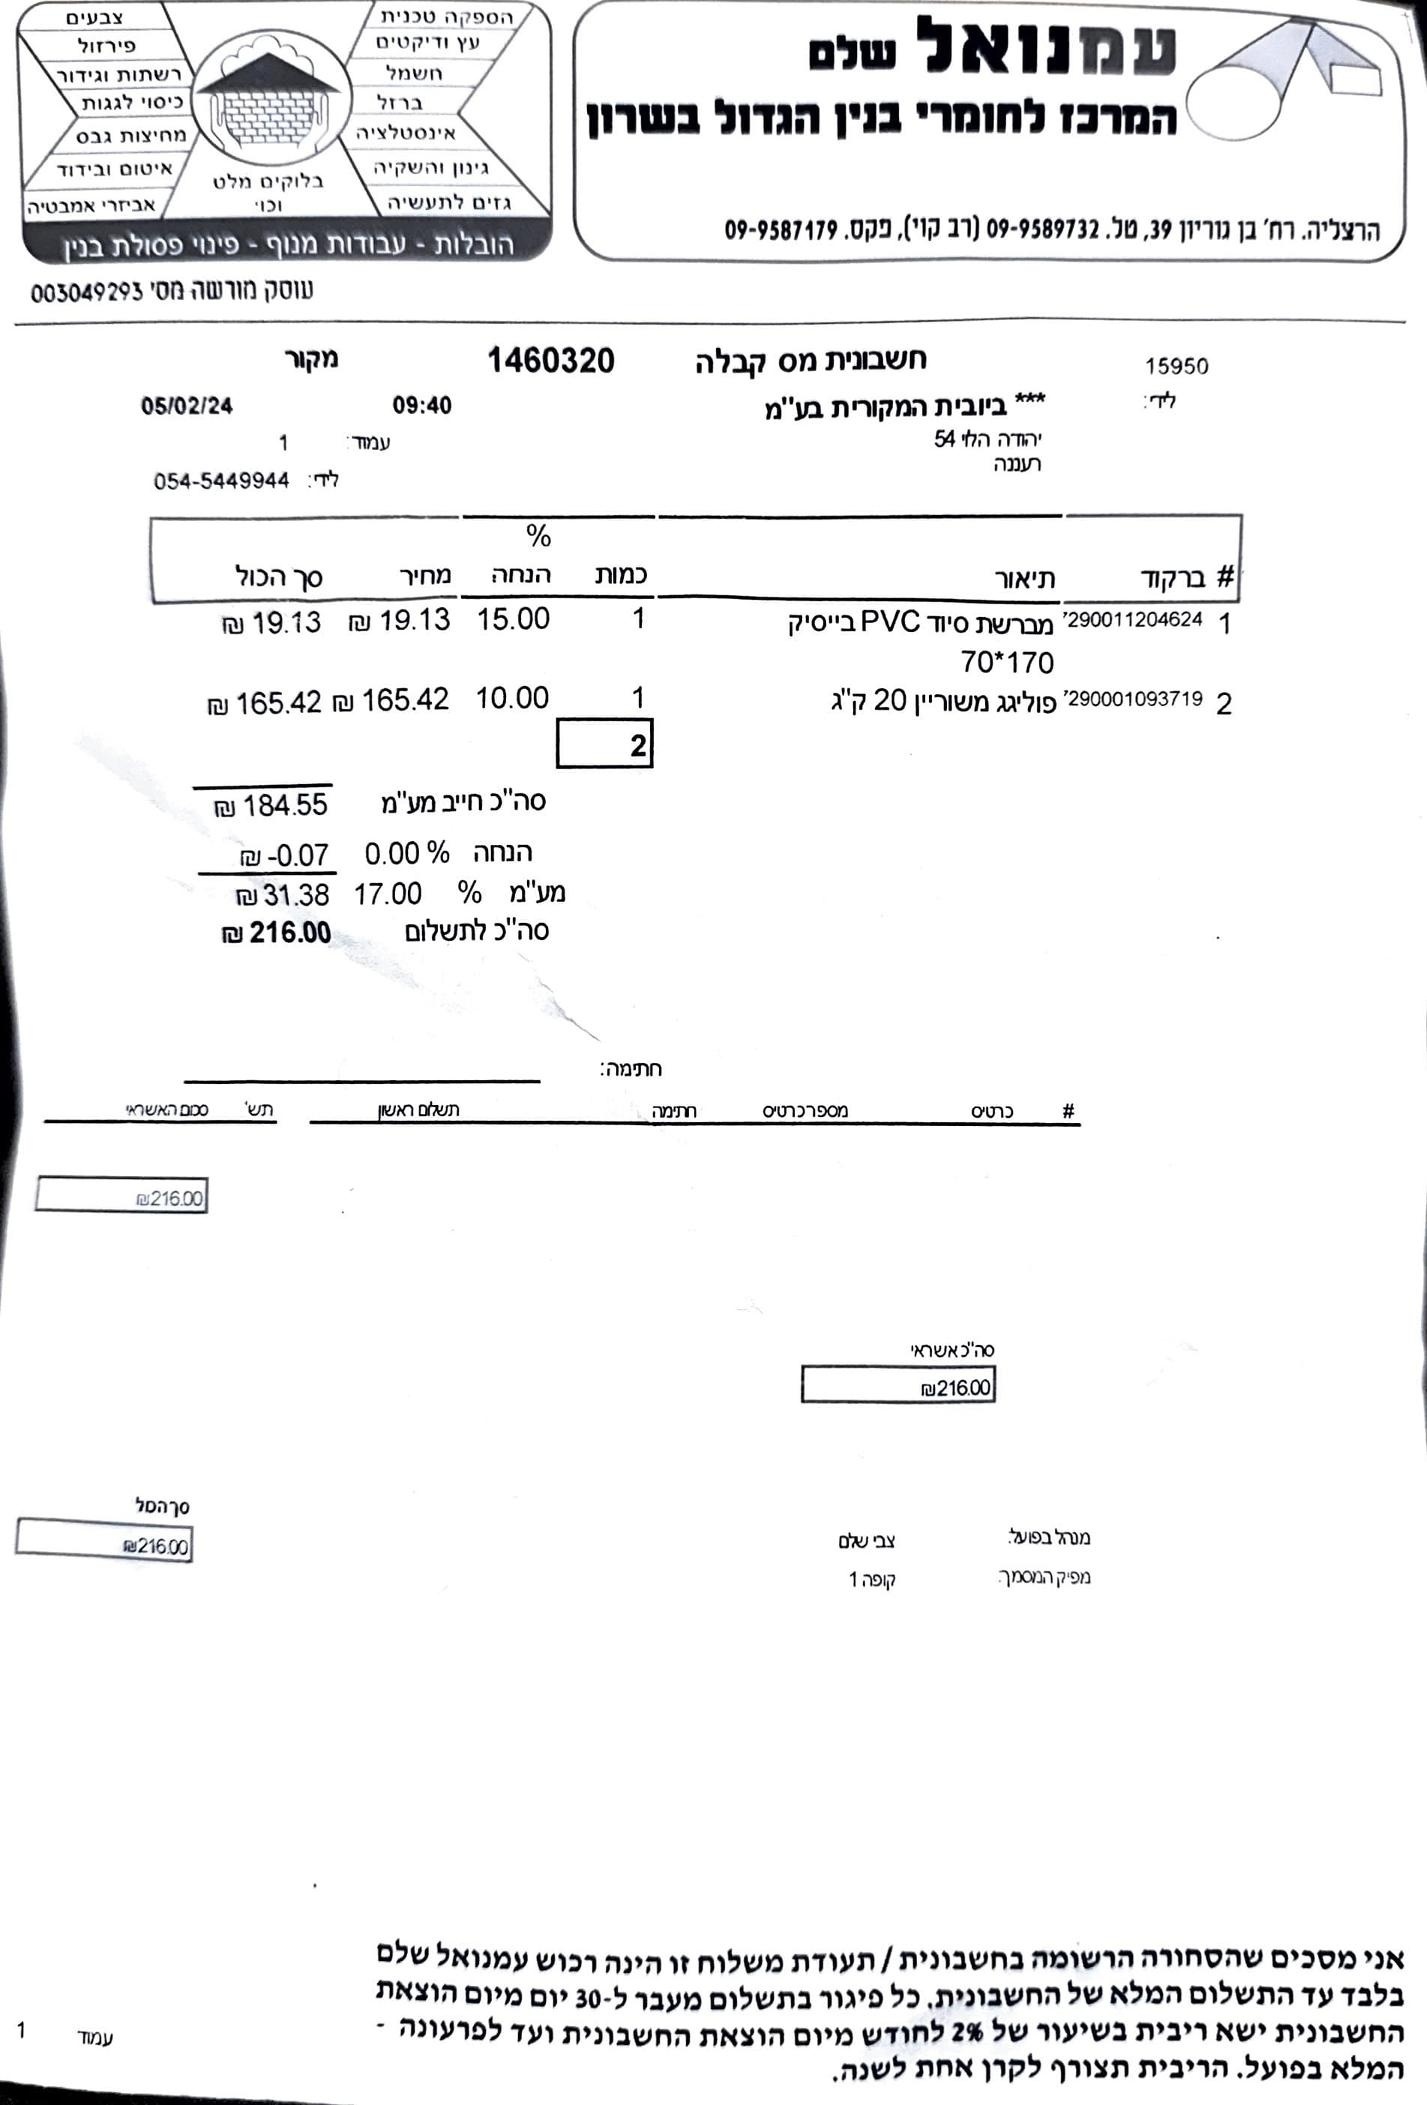 עמנואל שלם
המרכז לחומרי בנין הגדול בשרון
הרצליה. רח' בן גוריון 39, טל. 09-9589732 (רב קוי), פקס. 09-9587179
הספקה טכנית
עץ ודיקטים
חשמל
ברזל
אינסטלציה
גינון והשקיה
גזים לתעשיה
צבעים
פירזול
רשתות וגידור
כיסוי לגגות
מחיצות גבס
איטום ובידוד
אביזרי אמבטיה
בלוקים מלט
וכו'
הובלות - עבודות מנוף - פינוי פסולת בנין
עוסק מורשה מס' 003049293
15950 חשבונית מס קבלה 1460320 מקור
לידי: *** ביובית המקורית בע"מ 09:40 05/02/24
יהודה הלוי 54 עמוד: 1
רעננה
לידי: 054-5449944
# ברקוד תיאור כמות % הנחה מחיר סך הכול
1 290011204624' מברשת סיוד PVC בייסיק 1 15.00 19.13 ₪ 19.13 ₪
70*170
2 290001093719' פוליגג משוריין 20 ק"ג 1 10.00 165.42 ₪ 165.42 ₪
2
סה"כ חייב מע"מ 184.55 ₪
הנחה 0.00 % -0.07 ₪
מע"מ % 17.00 31.38 ₪
סה"כ לתשלום 216.00 ₪
חתימה:
# כרטיס מספר כרטיס חתימה תשלום ראשון תש' סכום האשראי
₪216.00
סה"כ אשראי
₪216.00
סך הכל
₪216.00
מנהל בפועל: צבי שלם
מפיק המסמך: קופה 1
אני מסכים שהסחורה הרשומה בחשבונית / תעודת משלוח זו הינה רכוש עמנואל שלם
בלבד עד התשלום המלא של החשבונית. כל פיגור בתשלום מעבר ל-30 יום מיום הוצאת
החשבונית ישא ריבית בשיעור של 2% לחודש מיום הוצאת החשבונית ועד לפרעונה -
המלא בפועל. הריבית תצורף לקרן אחת לשנה.
עמוד 1